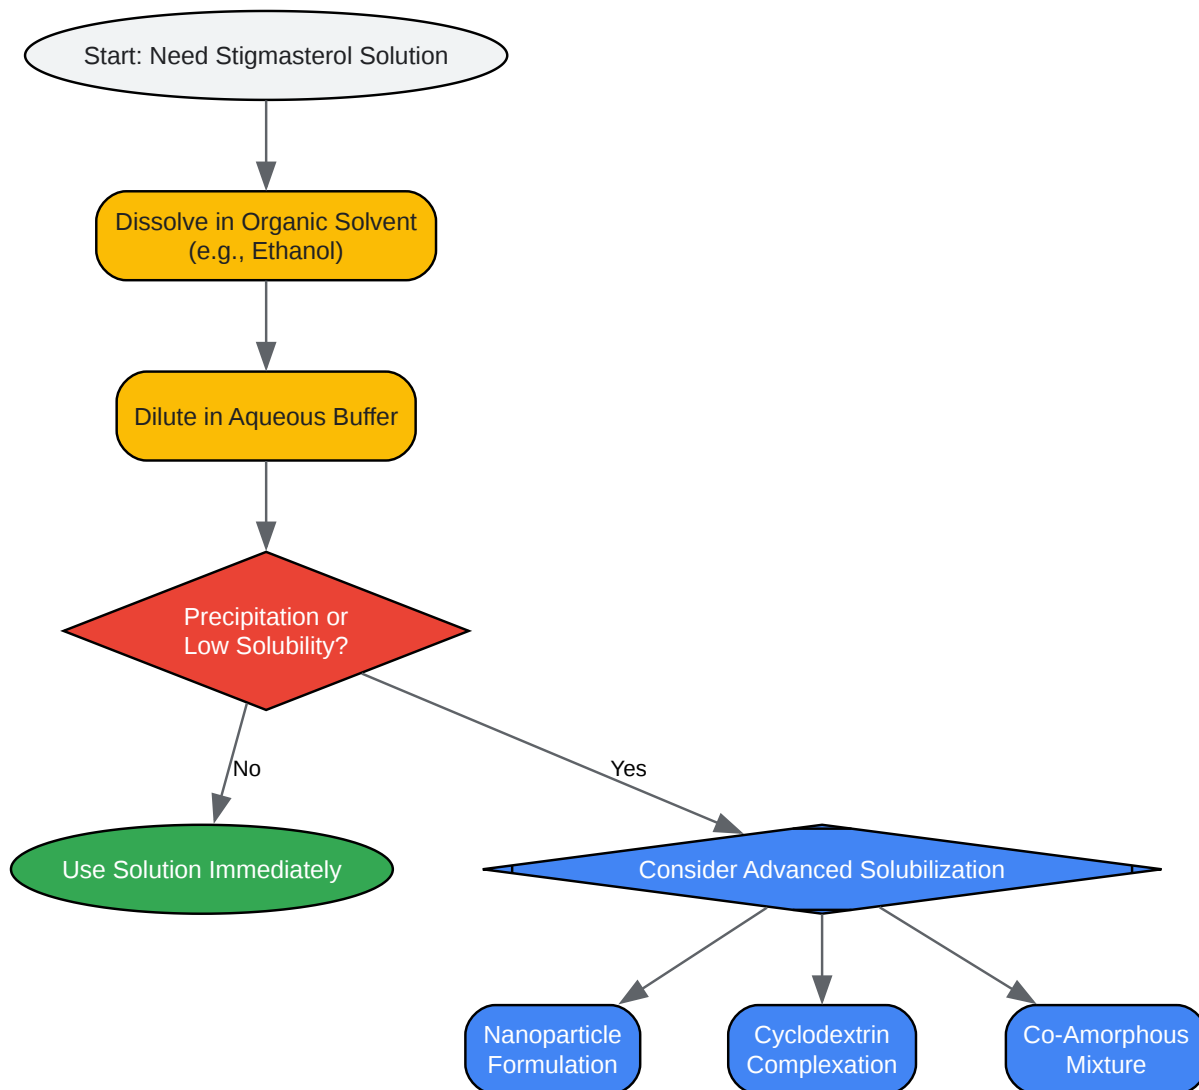 Start: Need Stigmasterol Solution
Dissolve in Organic Solvent
(e.g., Ethanol)
Dilute in Aqueous Buffer
Precipitation or
Low Solubility?
No
Yes
Use Solution Immediately
Consider Advanced Solubilization
Nanoparticle
Formulation
Cyclodextrin
Complexation
Co-Amorphous
Mixture